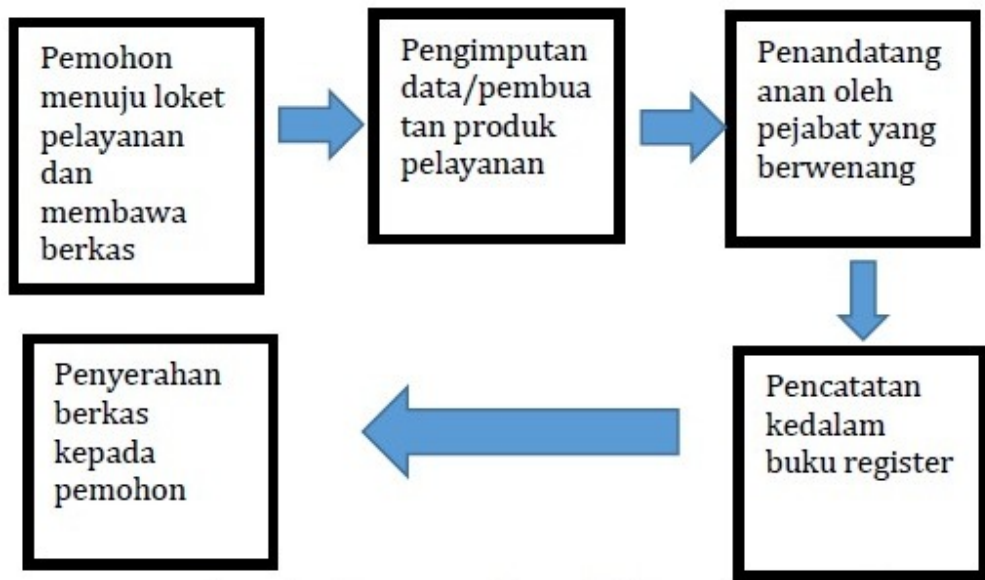 Pemohon
menuju loket
pelayanan
dan
membawa
berkas
Pengimputan
data/pembua
tan produk
pelayanan
Penandatang
anan oleh
pejabat yang
berwenang
Pencatatan
kedalam
buku register
Penyerahan
berkas
kepada
pemohon